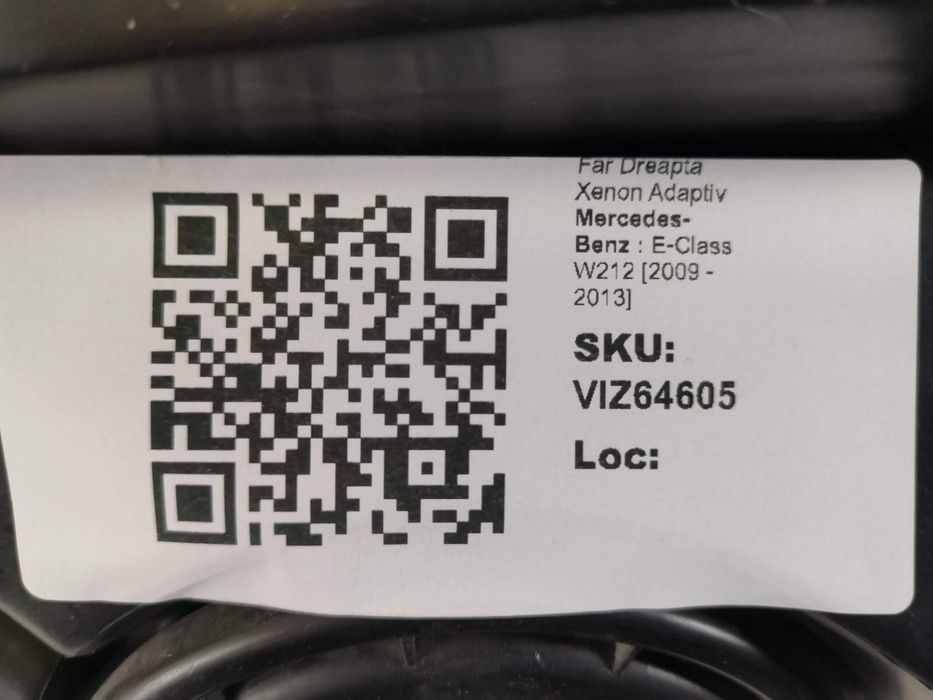 Far Dreapta
Xenon Adaptiv
Mercedes-
Benz : E-Class
W212 [2009 -
2013]
SKU:
VIZ64605
Loc: